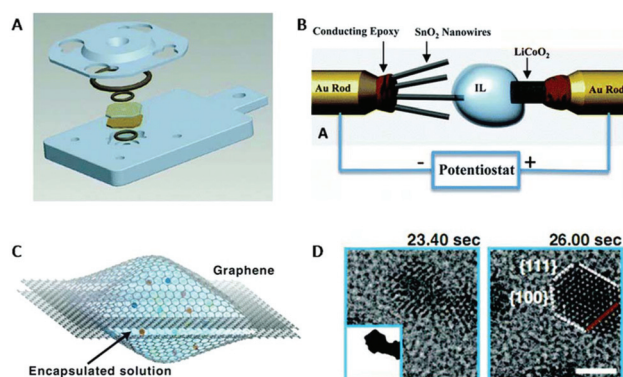 A
B
Conducting Epoxy
SnO2 Nanowires
LiCoO2
Au Rod
IL
Au Rod
A
-
+
Potentiostat
C
Graphene
Encapsulated solution
D
23.40 sec
26.00 sec
{111}
{100}